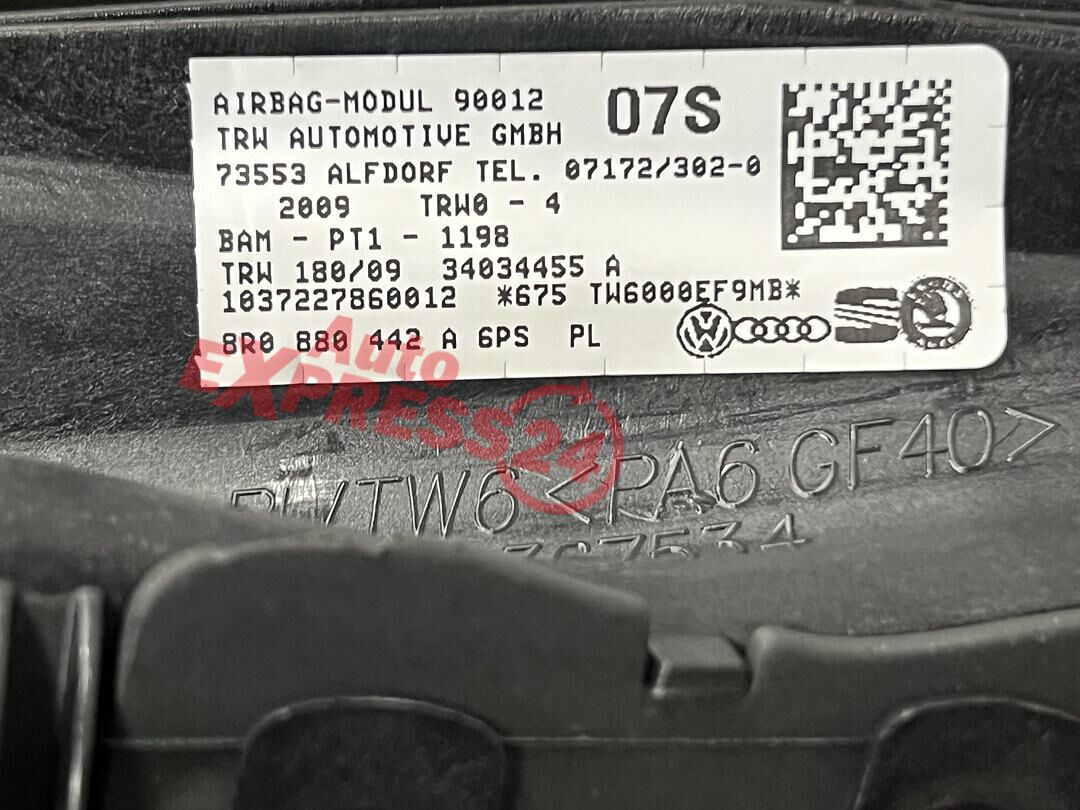 AIRBAG-MODUL 90012 07S
TRW AUTOMOTIVE GMBH
73553 ALFDORF TEL. 07172/302-0
2009 TRW0 - 4
BAM - PT1 - 1198
TRW 180/09 34034455 A
1037227860012 *675 TW6000EF9MB*
8R0 880 442 A 6PS PL
Auto
EXPRESS24
TW6 <PA6 GF40>